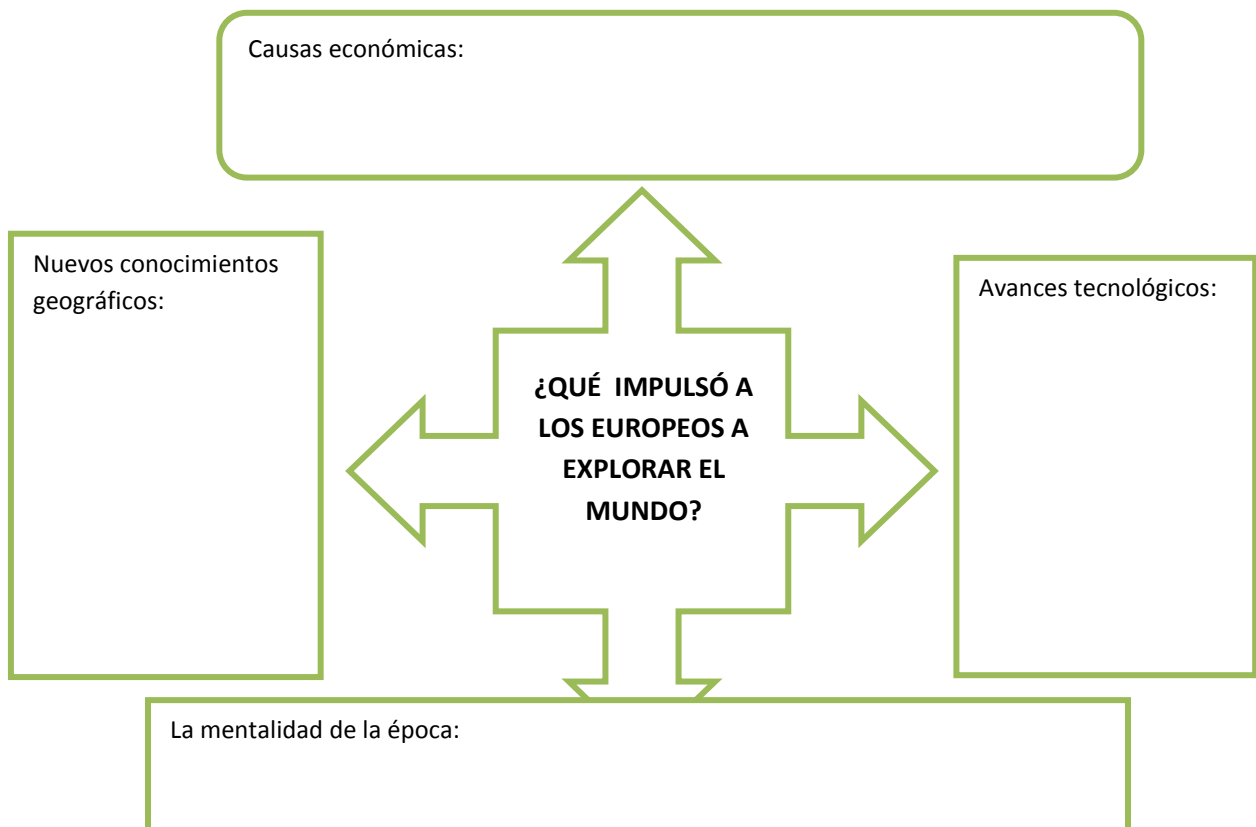 Causas económicas:
Nuevos conocimientos
geográficos:
Avances tecnológicos:
¿QUÉ IMPULSÓ A
LOS EUROPEOS A
EXPLORAR EL
MUNDO?
La mentalidad de la época: